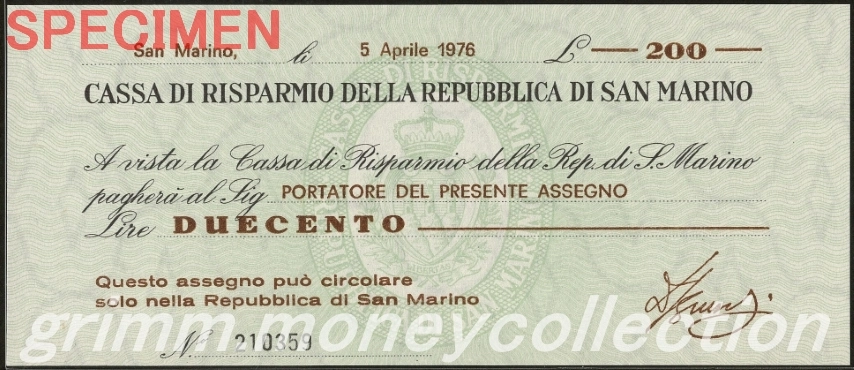 SPECIMEN
San Marino, li 5 Aprile 1976 £ 200
CASSA DI RISPARMIO DELLA REPUBBLICA DI SAN MARINO
A vista la Cassa di Risparmio della Rep. di S. Marino
pagherà al Sig PORTATORE DEL PRESENTE ASSEGNO
Lire DUECENTO
Questo assegno può circolare
solo nella Repubblica di San Marino
grimm.moneycollection
N° 210359